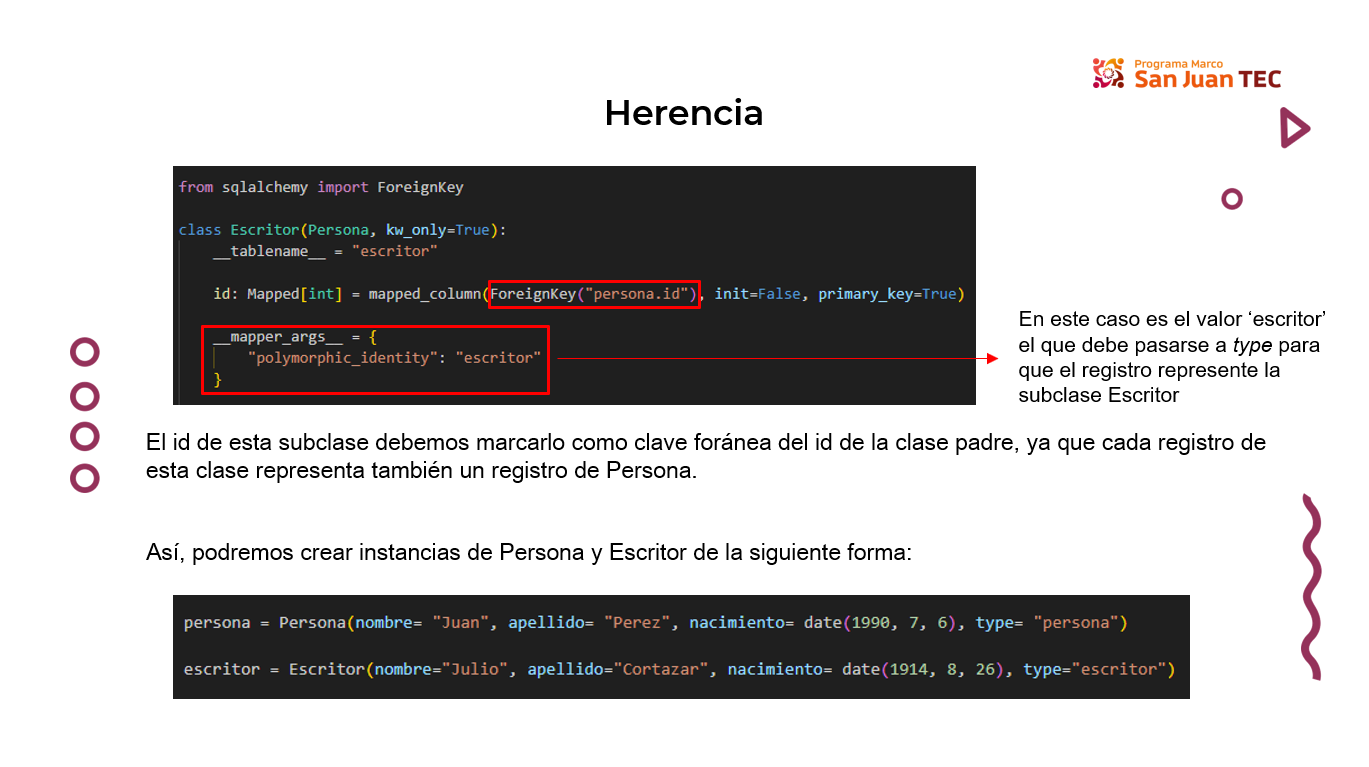 Programa Marco
San Juan TEC
Herencia
from sqlalchemy import ForeignKey
class Escritor(Persona, kw_only=True):
__tablename__ = "escritor"
id: Mapped[int] = mapped_column(ForeignKey("persona.id"), init=False, primary_key=True)
__mapper_args__ = {
"polymorphic_identity": "escritor"
}
En este caso es el valor ‘escritor’
el que debe pasarse a type para
que el registro represente la
subclase Escritor
El id de esta subclase debemos marcarlo como clave foránea del id de la clase padre, ya que cada registro de
esta clase representa también un registro de Persona.
Así, podremos crear instancias de Persona y Escritor de la siguiente forma:
persona = Persona(nombre= "Juan", apellido= "Perez", nacimiento= date(1990, 7, 6), type= "persona")
escritor = Escritor(nombre="Julio", apellido="Cortazar", nacimiento= date(1914, 8, 26), type="escritor")